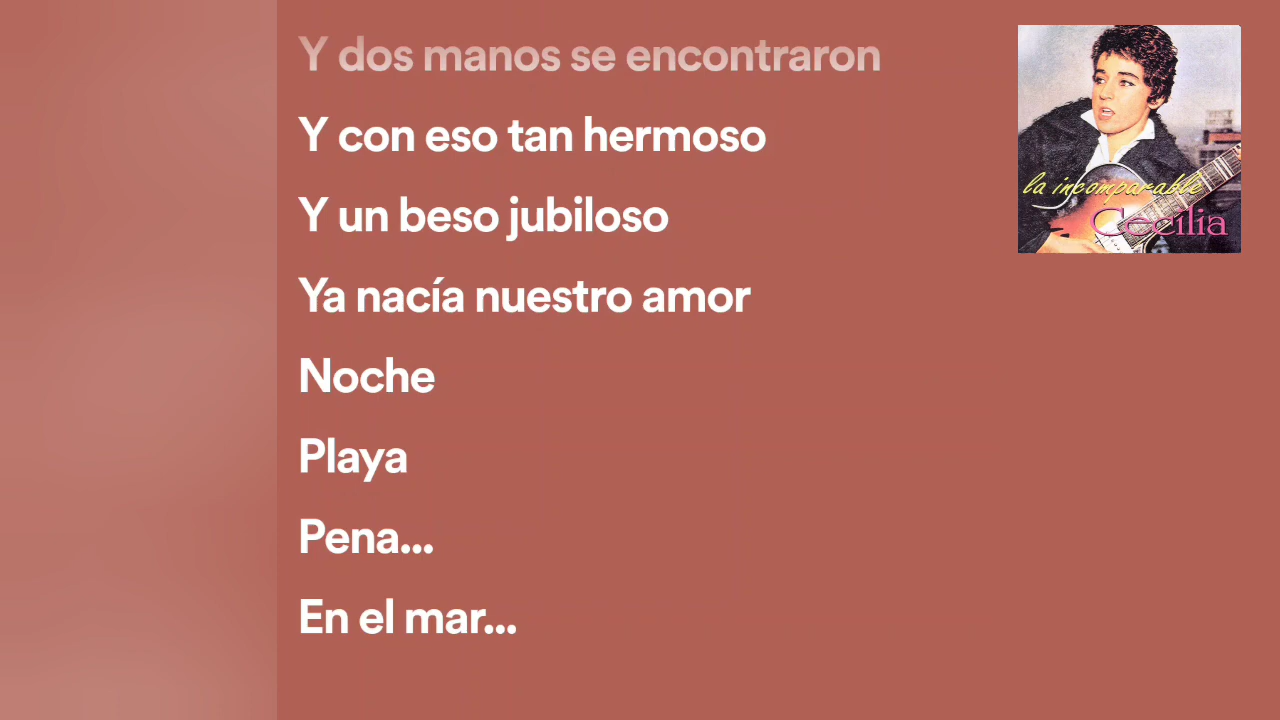 Y dos manos se encontraron
Y con eso tan hermoso
Y un beso jubiloso
Ya nacía nuestro amor
Noche
Playa
Pena...
En el mar...
la incomparable
Cecilia